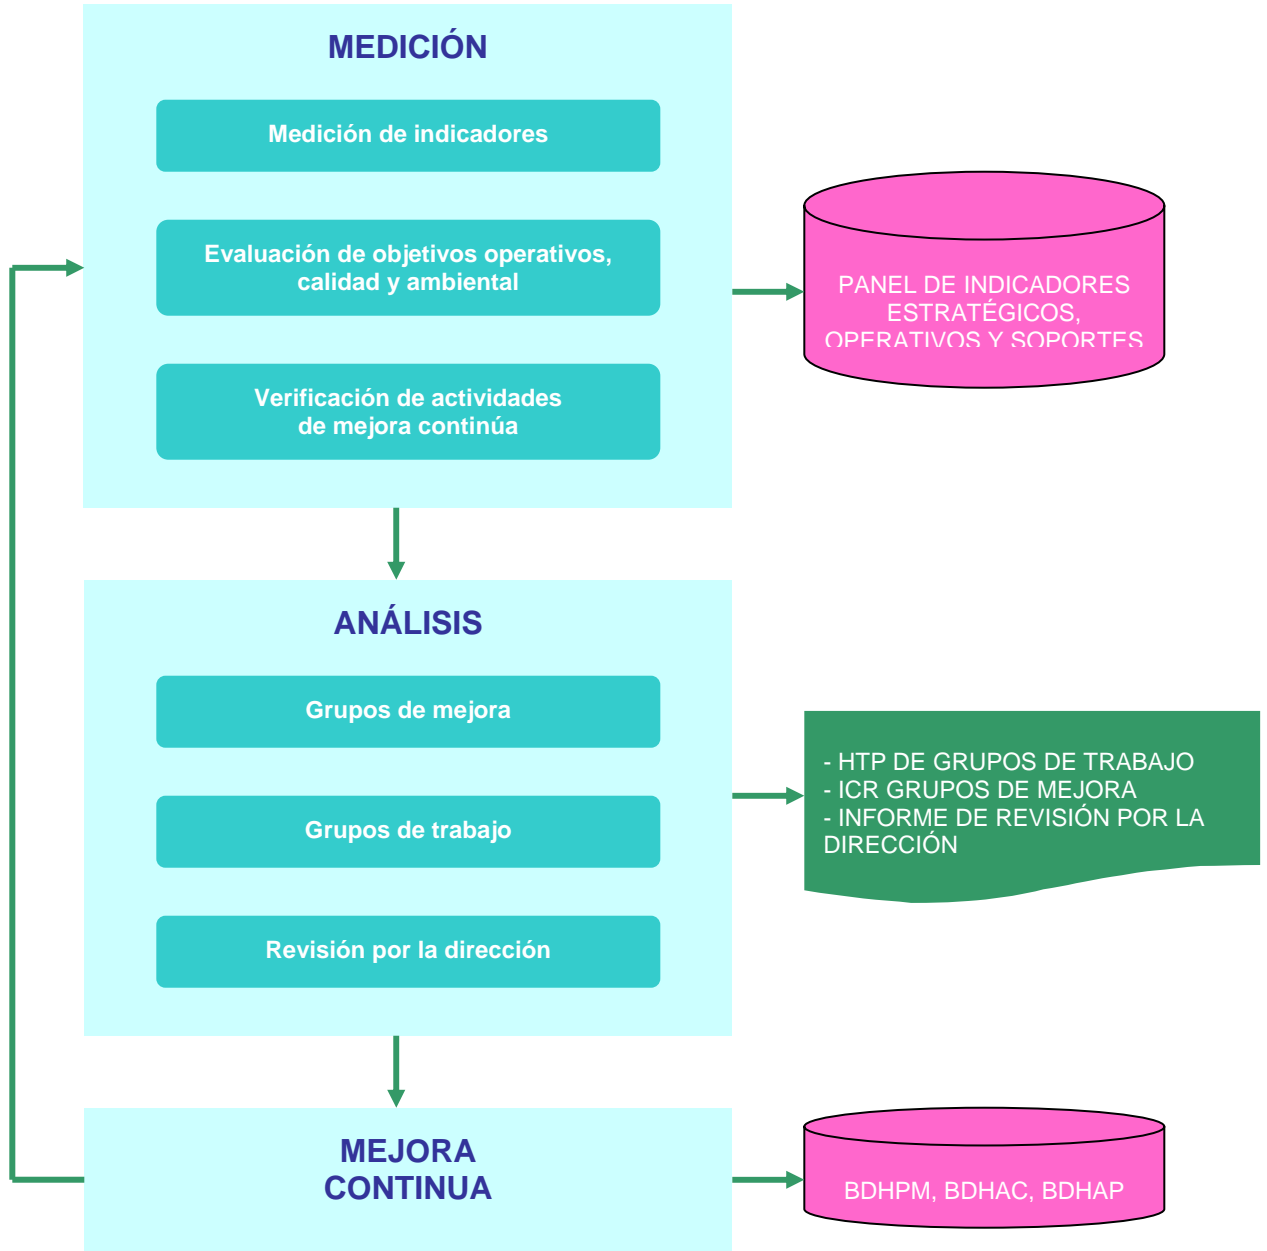 MEDICIÓN
Medición de indicadores
Evaluación de objetivos operativos,
calidad y ambiental
Verificación de actividades
de mejora continúa
PANEL DE INDICADORES
ESTRATÉGICOS,
OPERATIVOS Y SOPORTES
ANÁLISIS
Grupos de mejora
Grupos de trabajo
Revisión por la dirección
- HTP DE GRUPOS DE TRABAJO
- ICR GRUPOS DE MEJORA
- INFORME DE REVISIÓN POR LA
DIRECCIÓN
MEJORA
CONTINUA
BDHPM, BDHAC, BDHAP